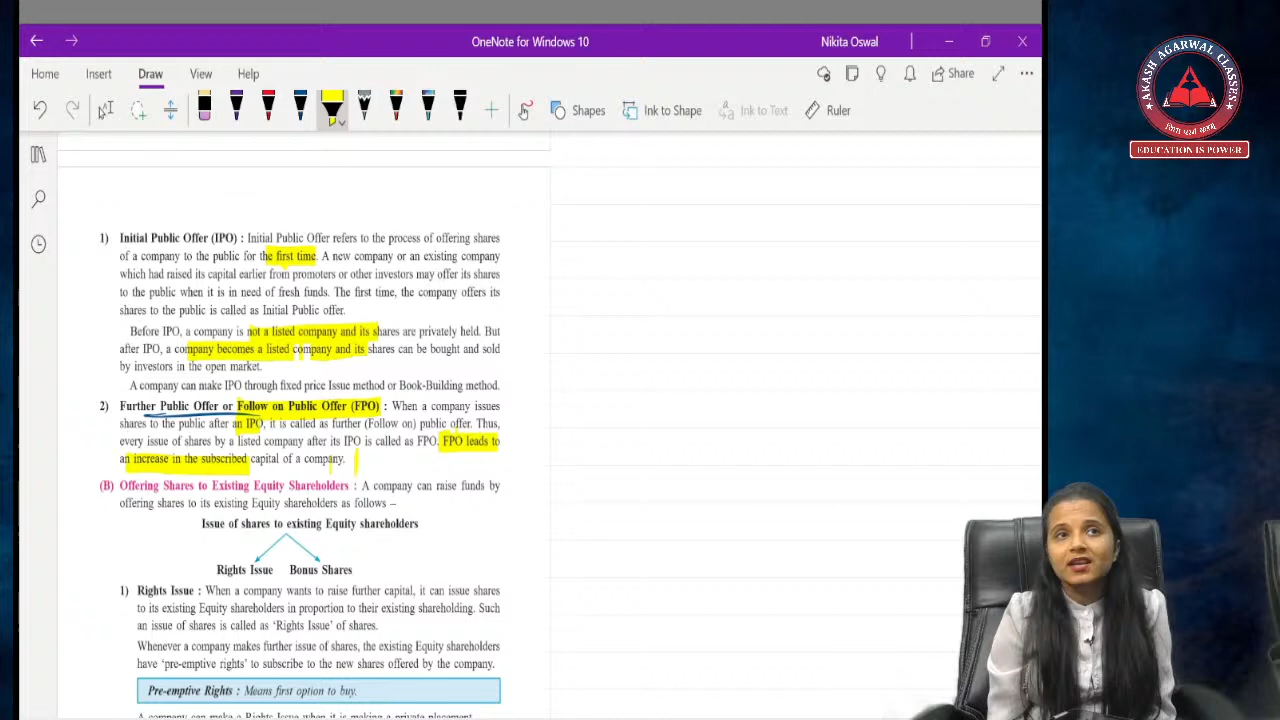 OneNote for Windows 10
Nikita Oswal
Home Insert Draw View Help
Share
Shapes Ink to Shape Ink to Text Ruler
1) Initial Public Offer (IPO) : Initial Public Offer refers to the process of offering shares
of a company to the public for the first time. A new company or an existing company
which had raised its capital earlier from promoters or other investors may offer its shares
to the public when it is in need of fresh funds. The first time, the company offers its
shares to the public is called as Initial Public offer.
Before IPO, a company is not a listed company and its shares are privately held. But
after IPO, a company becomes a listed company and its shares can be bought and sold
by investors in the open market.
A company can make IPO through fixed price Issue method or Book-Building method.
2) Further Public Offer or Follow on Public Offer (FPO) : When a company issues
shares to the public after an IPO, it is called as further (Follow on) public offer. Thus,
every issue of shares by a listed company after its IPO is called as FPO. FPO leads to
an increase in the subscribed capital of a company.
(B) Offering Shares to Existing Equity Shareholders : A company can raise funds by
offering shares to its existing Equity shareholders as follows –
Issue of shares to existing Equity shareholders
Rights Issue Bonus Shares
1) Rights Issue : When a company wants to raise further capital, it can issue shares
to its existing Equity shareholders in proportion to their existing shareholding. Such
an issue of shares is called as 'Rights Issue' of shares.
Whenever a company makes further issue of shares, the existing Equity shareholders
have 'pre-emptive rights' to subscribe to the new shares offered by the company.
Pre-emptive Rights : Means first option to buy.
A company can make a Rights Issue when it is making a private placement
AKASH AGARWAL CLASSES
EDUCATION IS POWER